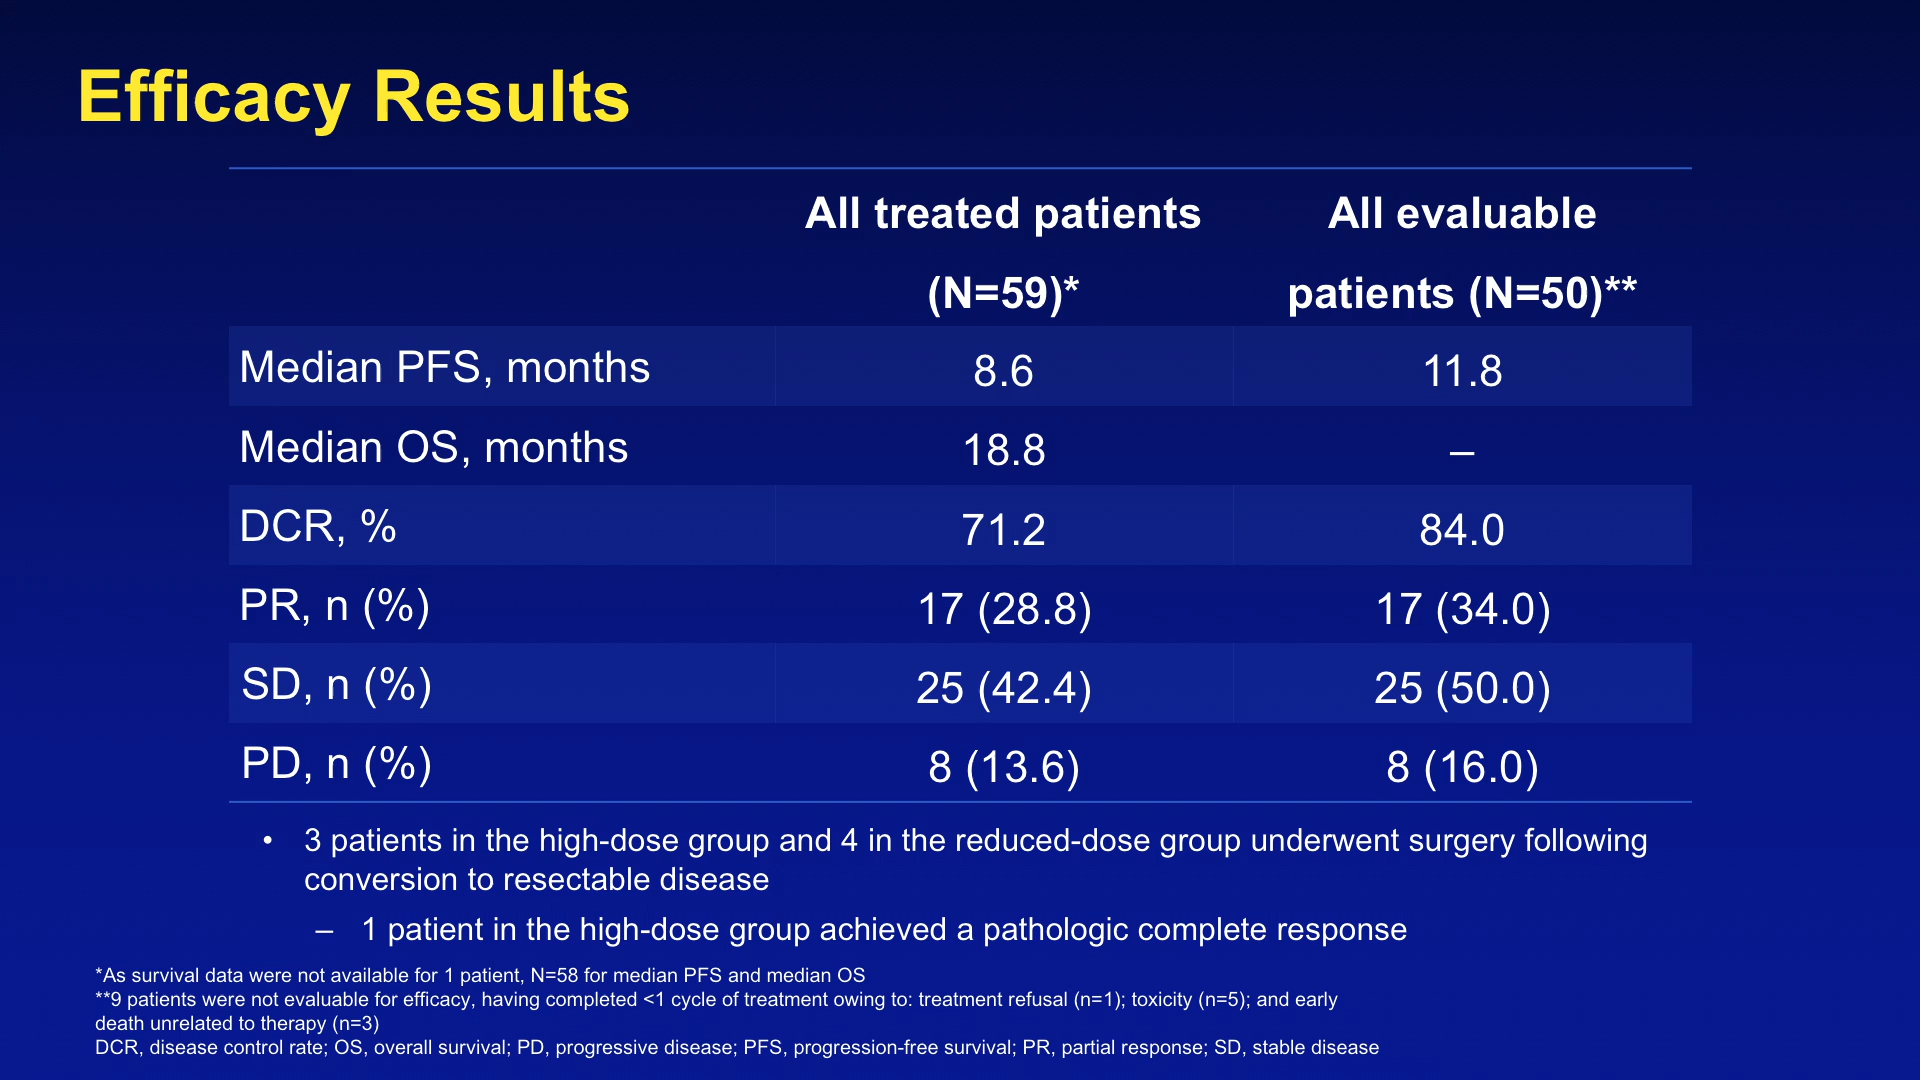 Efficacy Results
All treated patients (N=59)*
All evaluable patients (N=50)**
Median PFS, months 8.6 11.8
Median OS, months 18.8 –
DCR, % 71.2 84.0
PR, n (%) 17 (28.8) 17 (34.0)
SD, n (%) 25 (42.4) 25 (50.0)
PD, n (%) 8 (13.6) 8 (16.0)
• 3 patients in the high-dose group and 4 in the reduced-dose group underwent surgery following
conversion to resectable disease
– 1 patient in the high-dose group achieved a pathologic complete response
*As survival data were not available for 1 patient, N=58 for median PFS and median OS
**9 patients were not evaluable for efficacy, having completed <1 cycle of treatment owing to: treatment refusal (n=1); toxicity (n=5); and early
death unrelated to therapy (n=3)
DCR, disease control rate; OS, overall survival; PD, progressive disease; PFS, progression-free survival; PR, partial response; SD, stable disease